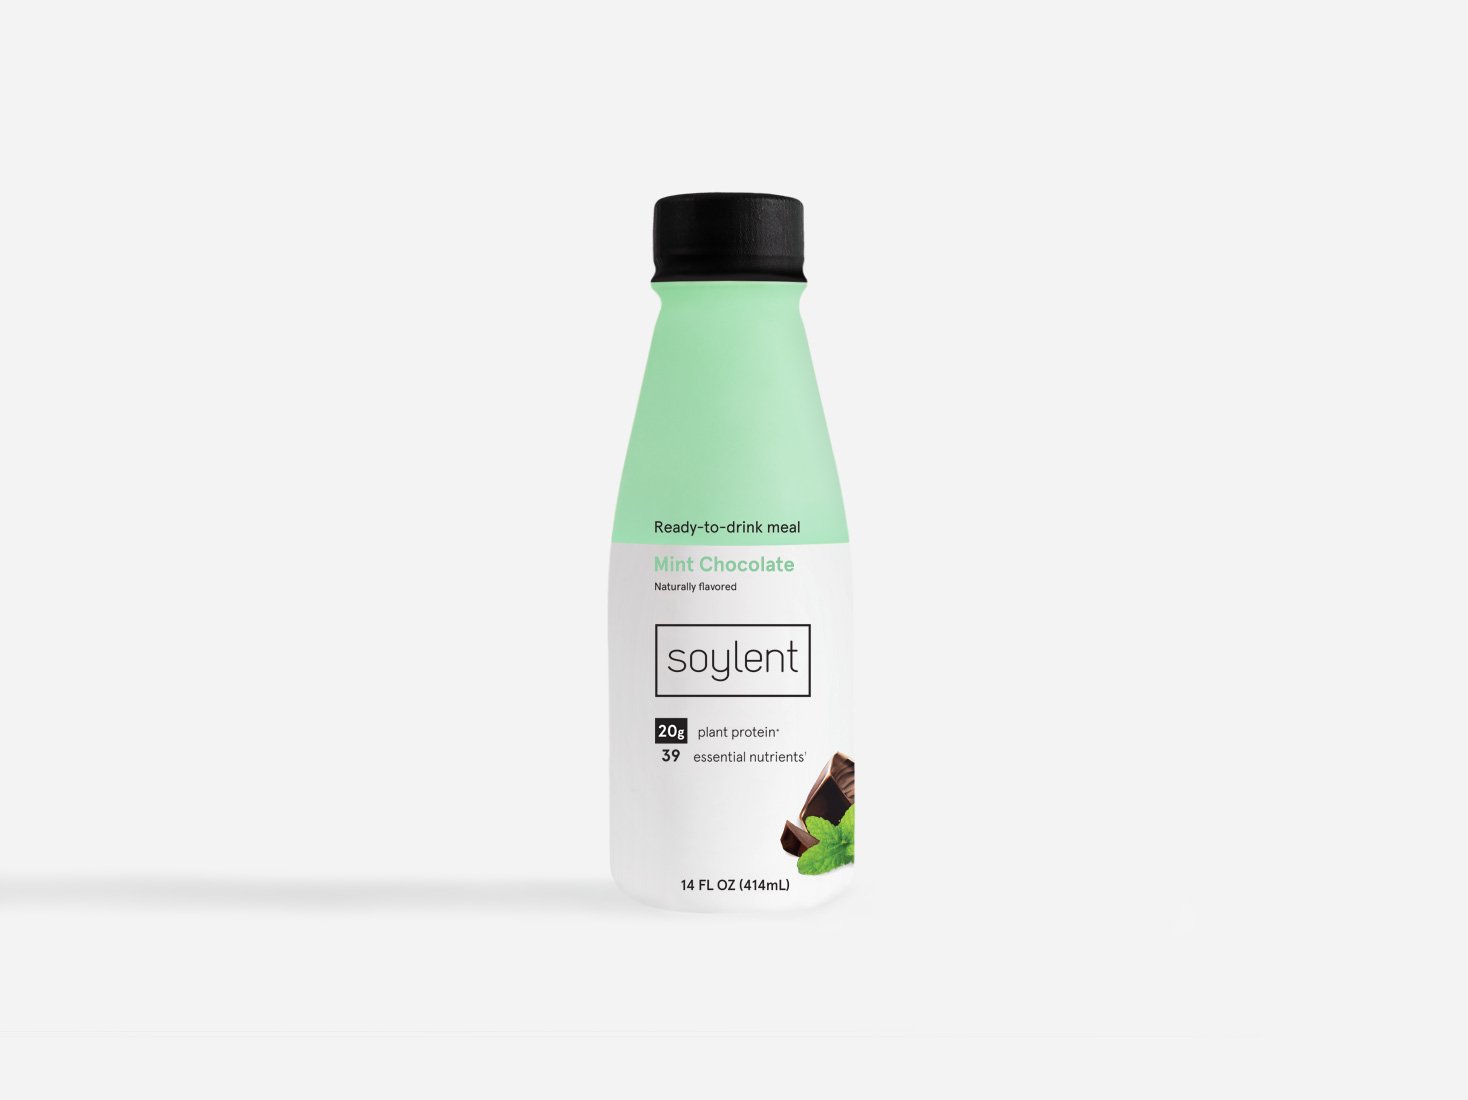 Ready-to-drink meal
Mint Chocolate
Naturally flavored
soylent
20g plant protein*
39 essential nutrients†
14 FL OZ (414mL)